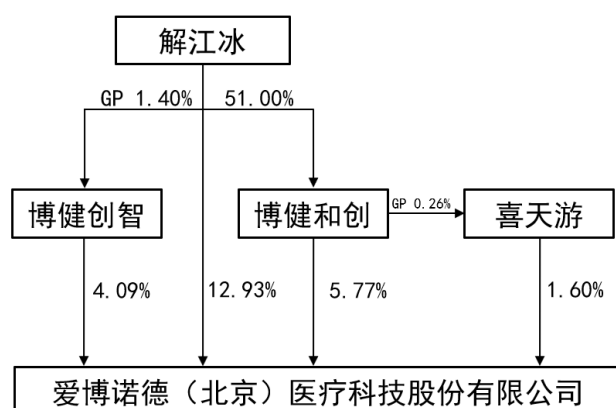 解江冰
GP 1.40%
51.00%
博健创智
博健和创
GP 0.26%
喜天游
4.09%
12.93%
5.77%
1.60%
爱博诺德（北京）医疗科技股份有限公司